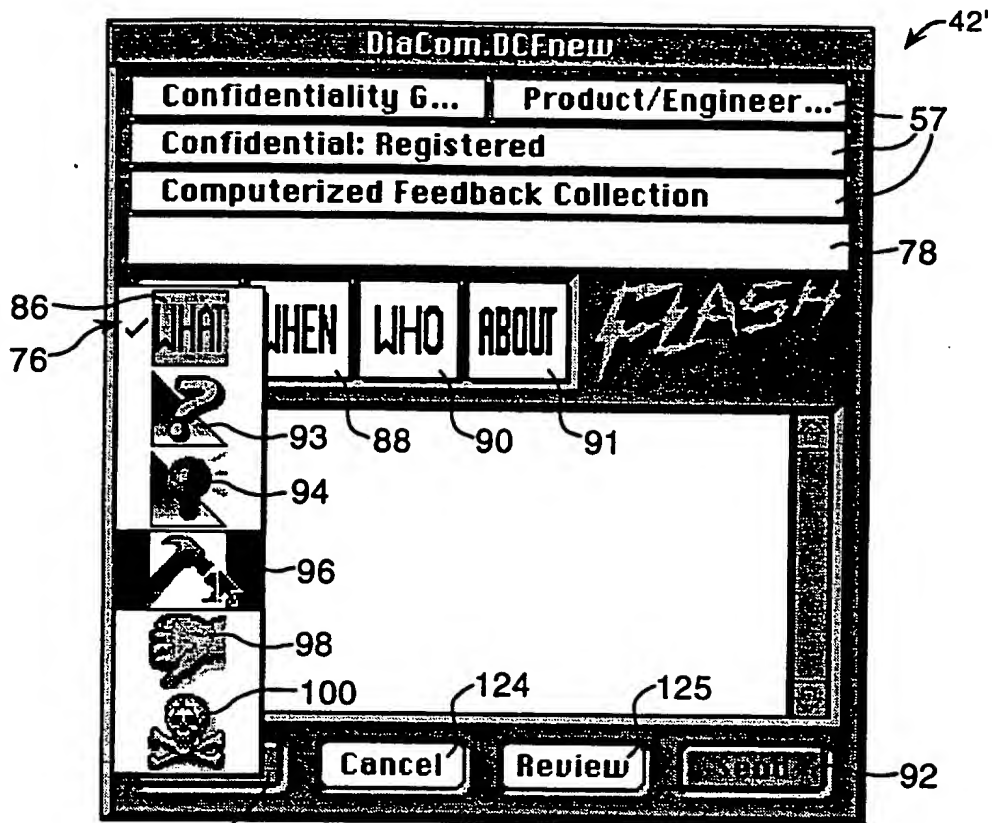 42'
DiaCom.DCFnew
Confidentiality G... Product/Engineer...
57
Confidential: Registered
Computerized Feedback Collection
78
86
76
WHAT WHEN WHO ABOUT FLASH
93 88 90 91
94
96
98
100 124 125
Cancel Review Send 92